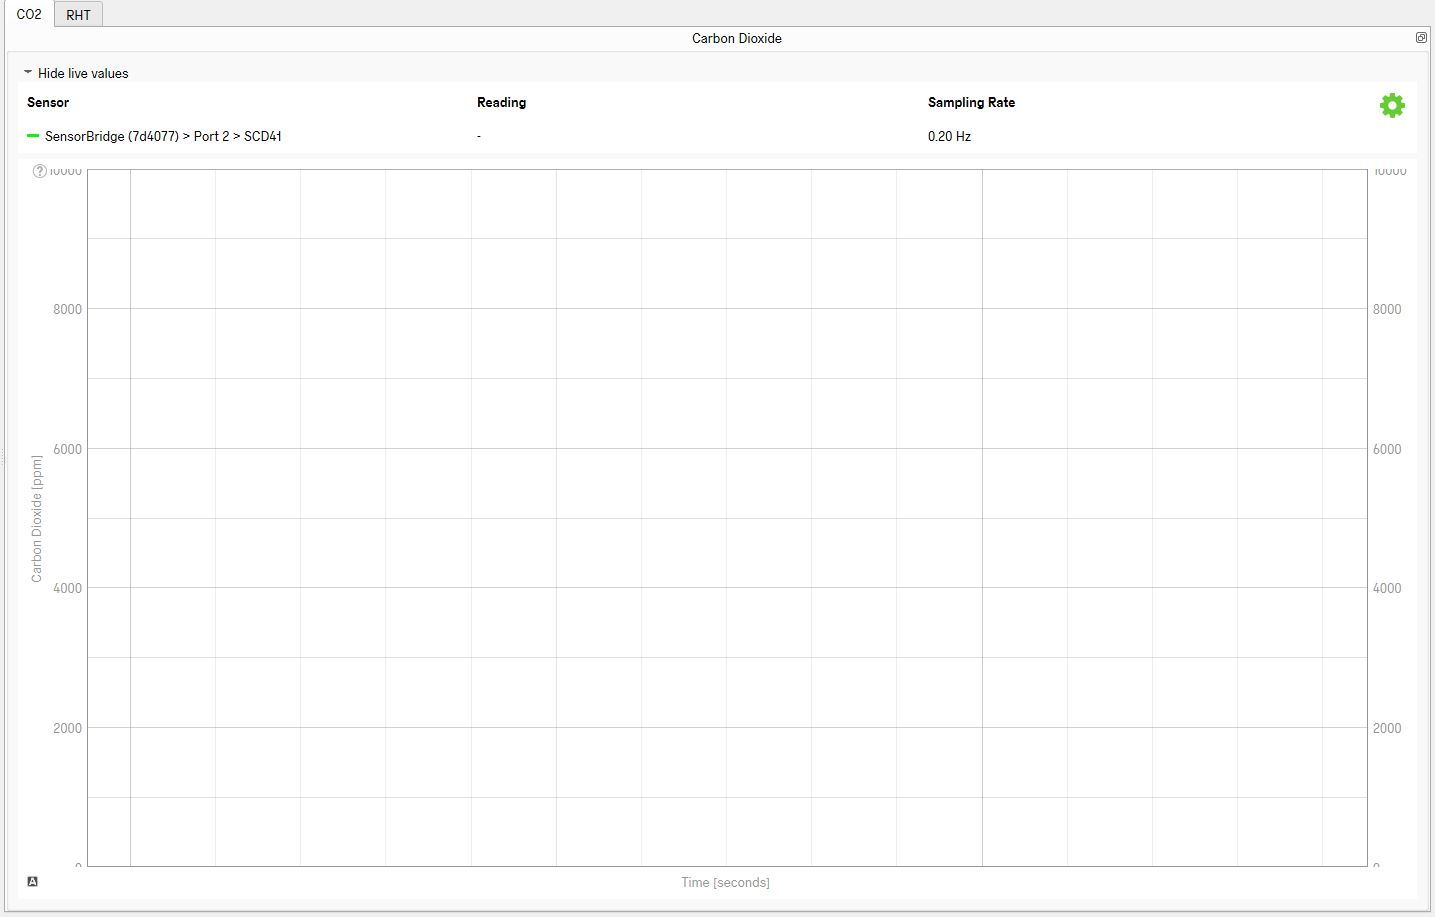 CO2 RHT
Carbon Dioxide
Hide live values
Sensor Reading Sampling Rate
SensorBridge (7d4077) > Port 2 > SCD41 - 0.20 Hz
? 10000 10000
8000 8000
6000 6000
Carbon Dioxide [ppm]
4000 4000
2000 2000
0 0
A
Time [seconds]